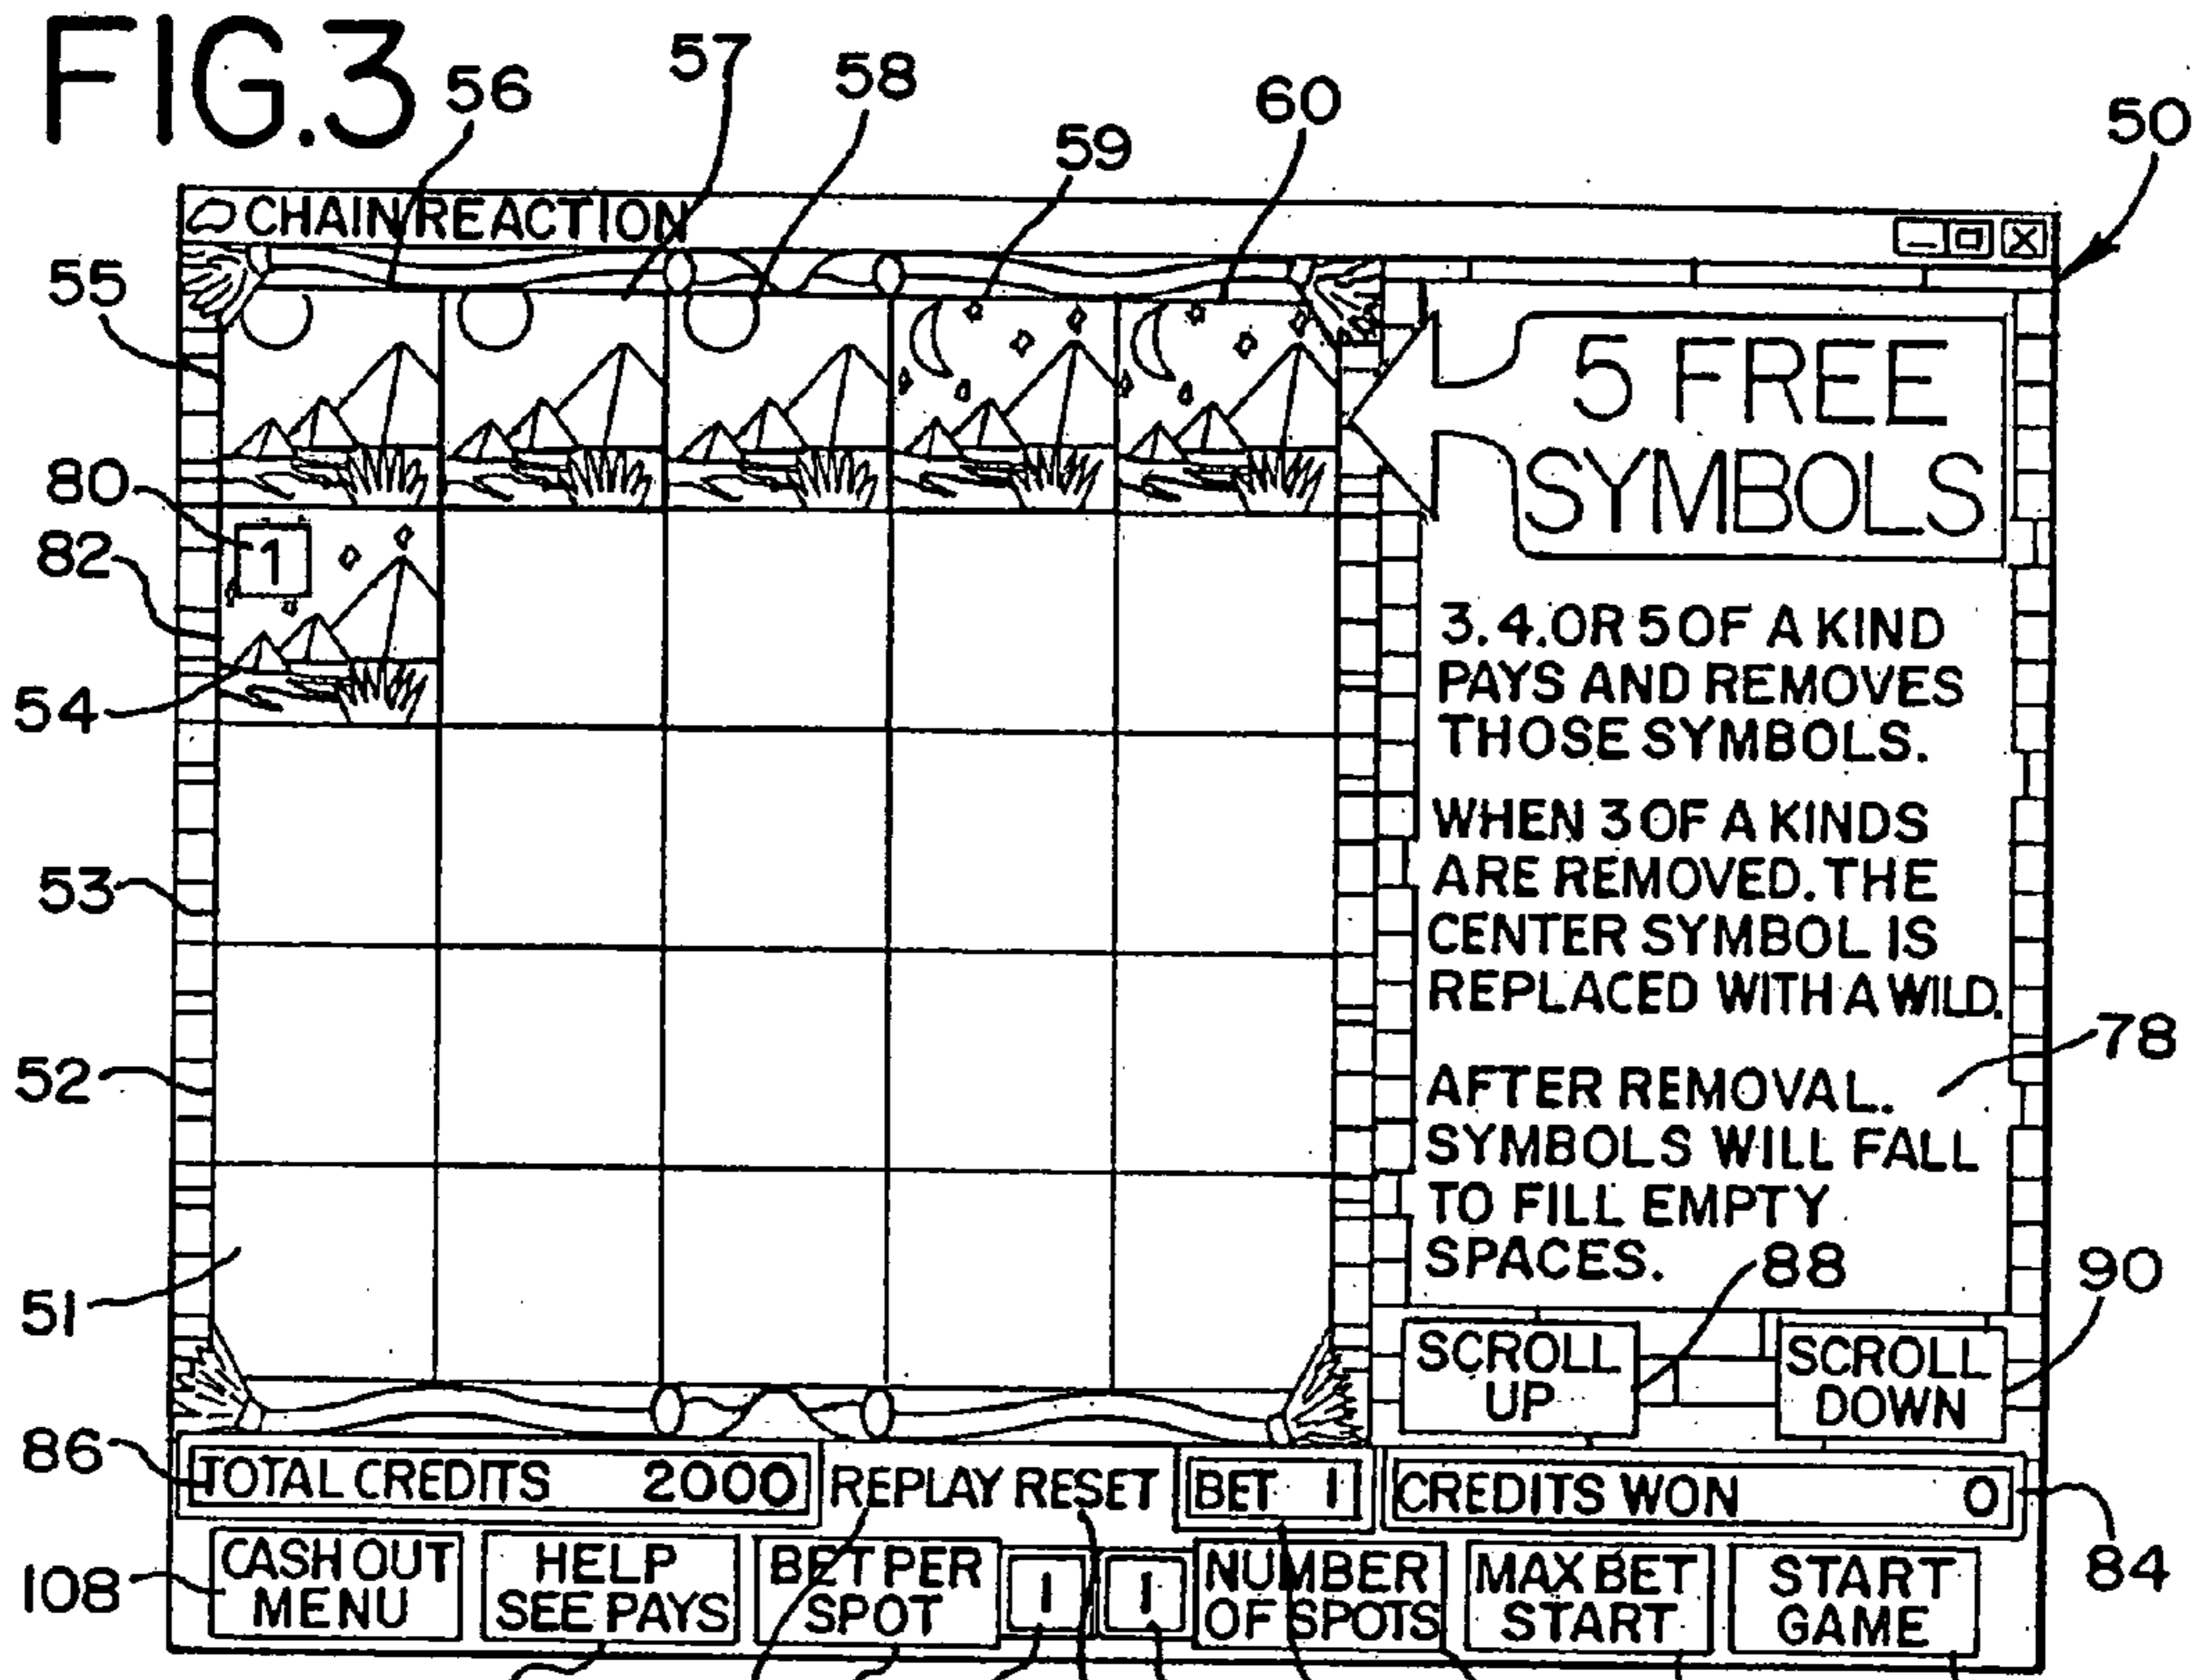 FIG.3
56
57
58
59
60
50
CHAIN REACTION
55
5 FREE
SYMBOLS
80
1
82
54
3.4.OR 5 OF A KIND
PAYS AND REMOVES
THOSE SYMBOLS.
WHEN 3 OF A KINDS
ARE REMOVED.THE
CENTER SYMBOL IS
REPLACED WITH A WILD.
53
78
52
AFTER REMOVAL.
SYMBOLS WILL FALL
TO FILL EMPTY
SPACES.
88
90
51
SCROLL
UP
SCROLL
DOWN
86
TOTAL CREDITS 2000
REPLAY RESET
BET 1
CREDITS WON 0
84
108
CASH OUT
MENU
HELP
SEE PAYS
BET PER
SPOT
1
1
NUMBER
OF SPOTS
MAX BET
START
START
GAME